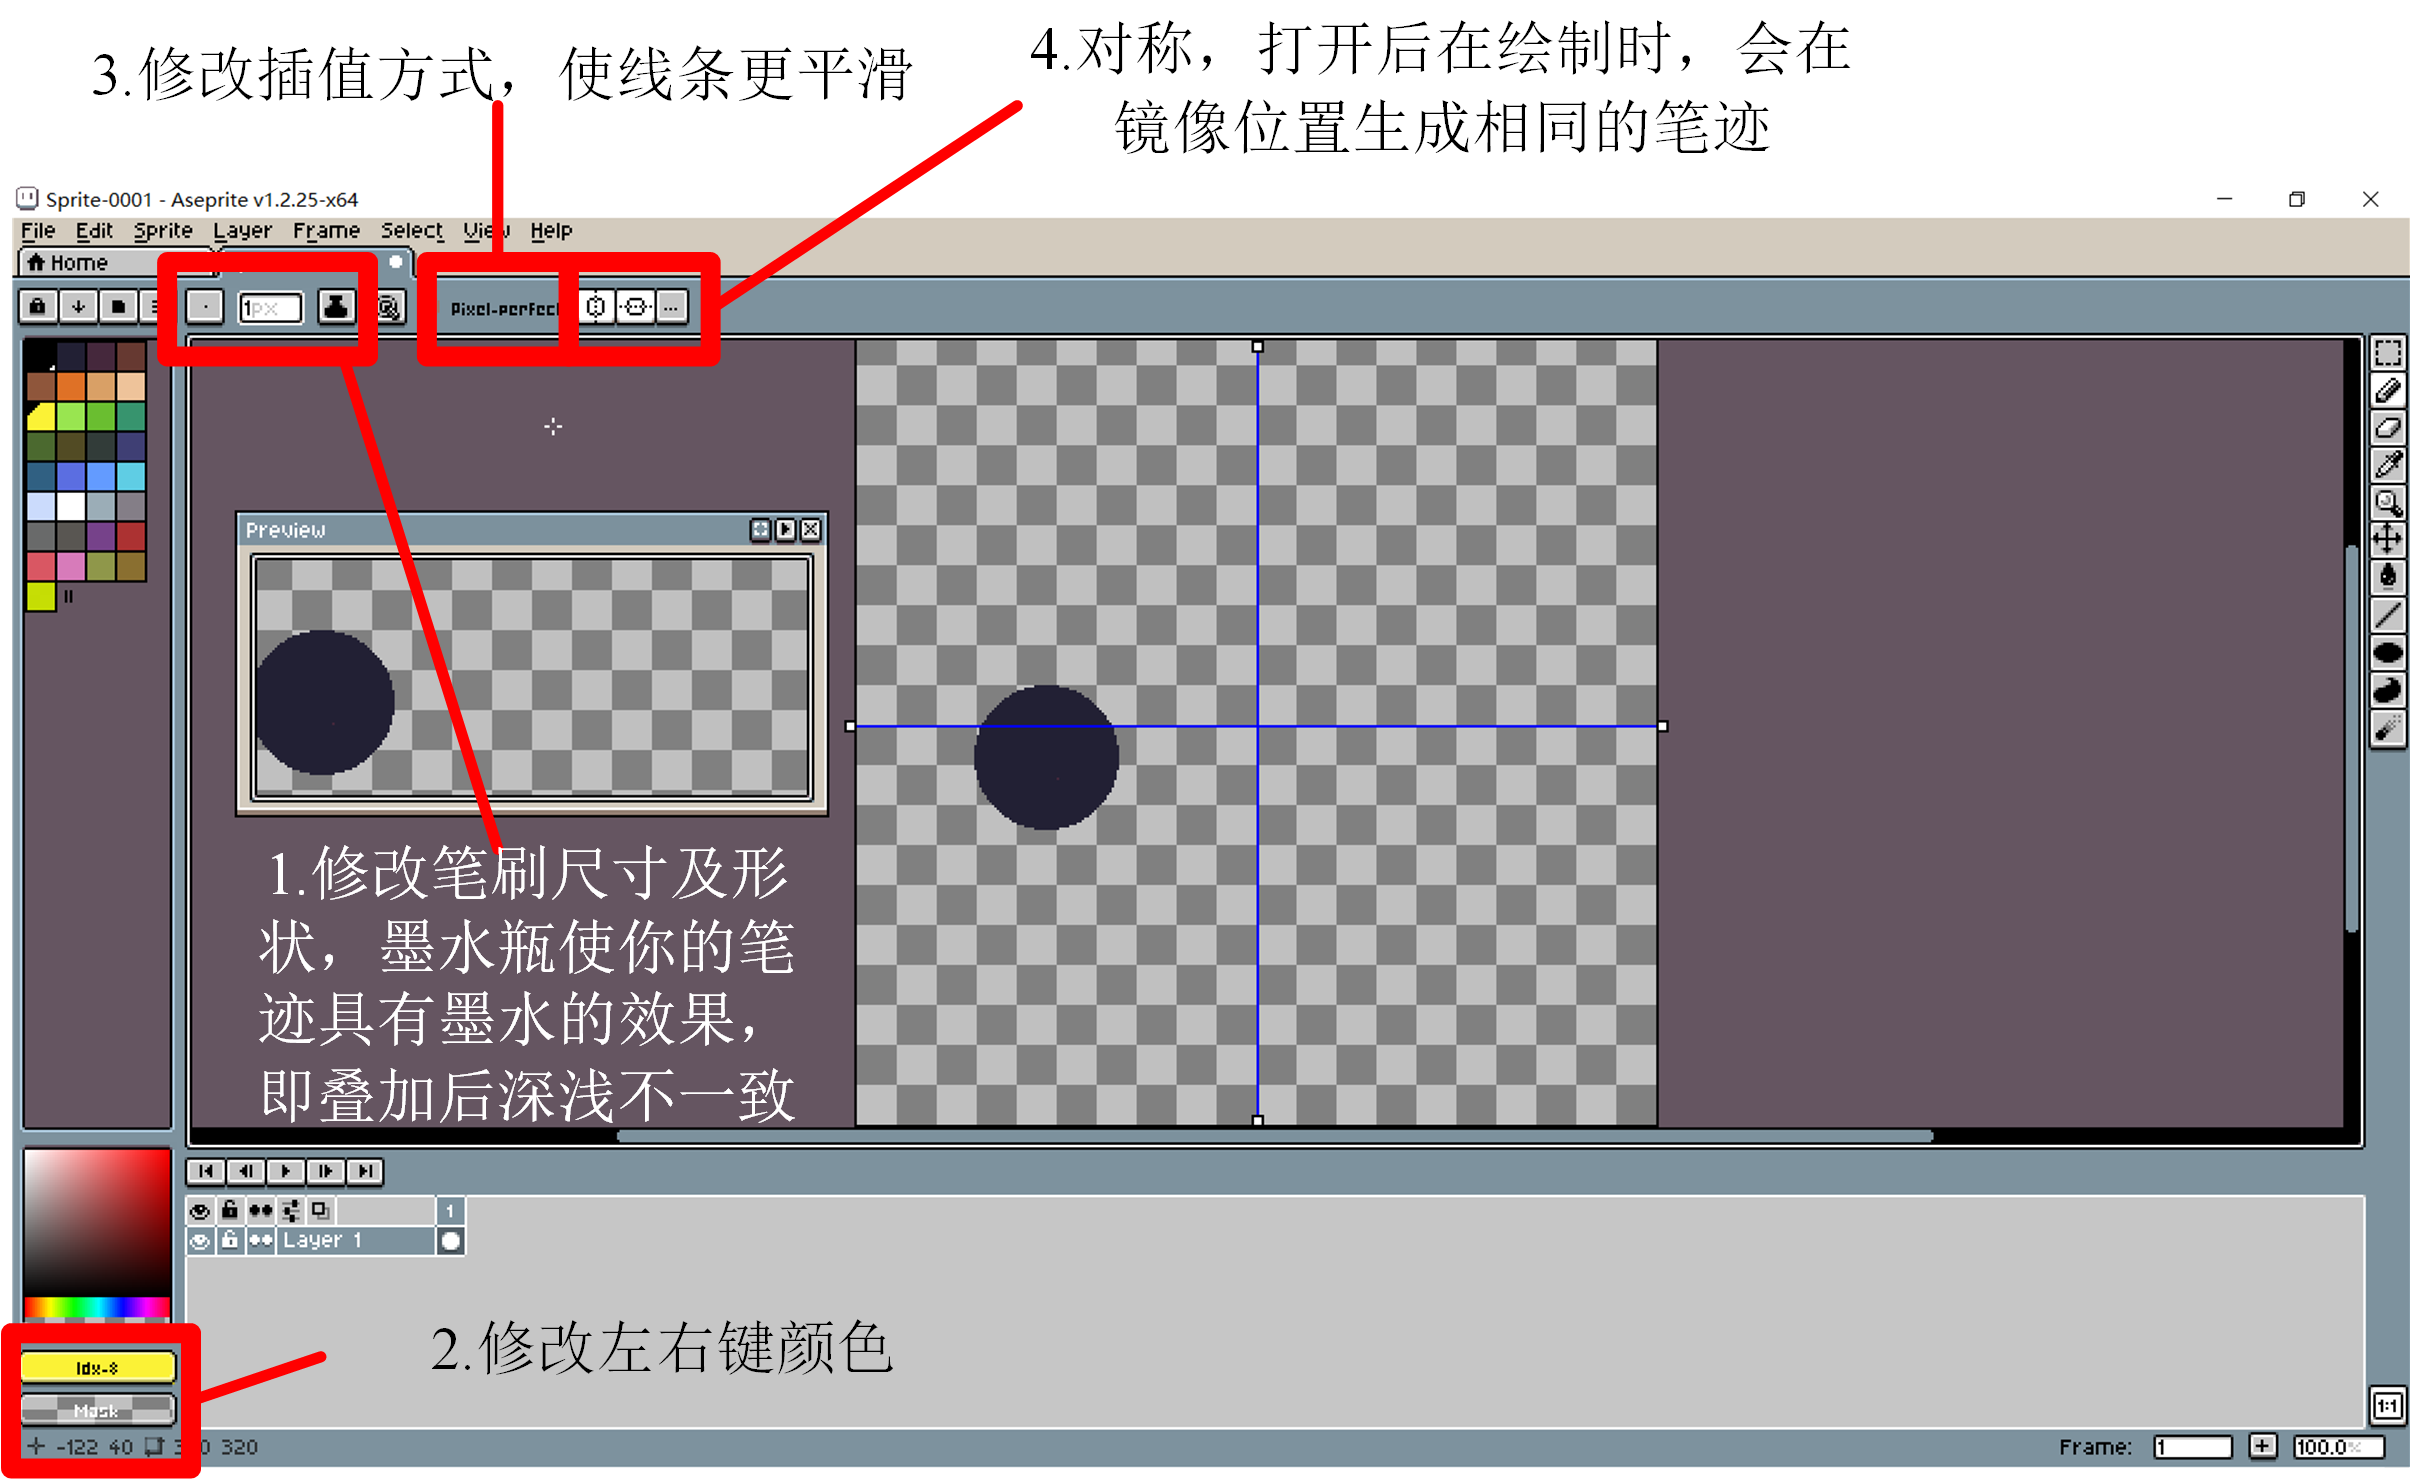 3.修改插值方式，使线条更平滑
4.对称，打开后在绘制时，会在
镜像位置生成相同的笔迹
Sprite-0001 - Aseprite v1.2.25-x64
File Edit Sprite Layer Frame Select View Help
Home
1px
Pixel-perfect
Preview
1.修改笔刷尺寸及形
状，墨水瓶使你的笔
迹具有墨水的效果，
即叠加后深浅不一致
1
Layer 1
2.修改左右键颜色
Idx-8
Mask
1:1
-122 40 320
Frame: 1 + 100.0%